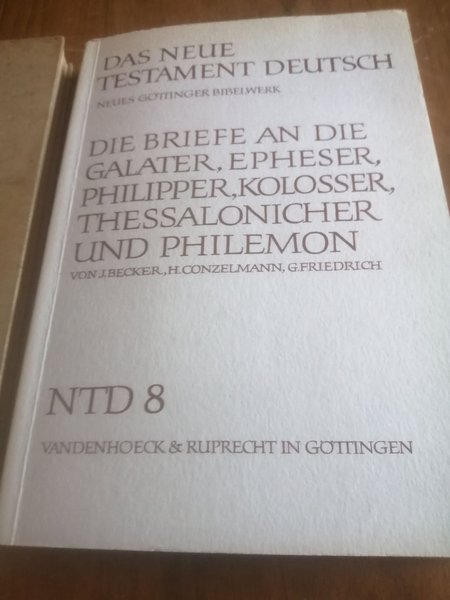 DAS NEUE
TESTAMENT DEUTSCH
NEUES GÖTTINGER BIBELWERK
DIE BRIEFE AN DIE
GALATER, EPHESER,
PHILIPPER, KOLOSSER,
THESSALONICHER
UND PHILEMON
VON J. BECKER, H. CONZELMANN, G. FRIEDRICH
NTD 8
VANDENHOECK & RUPRECHT IN GÖTTINGEN